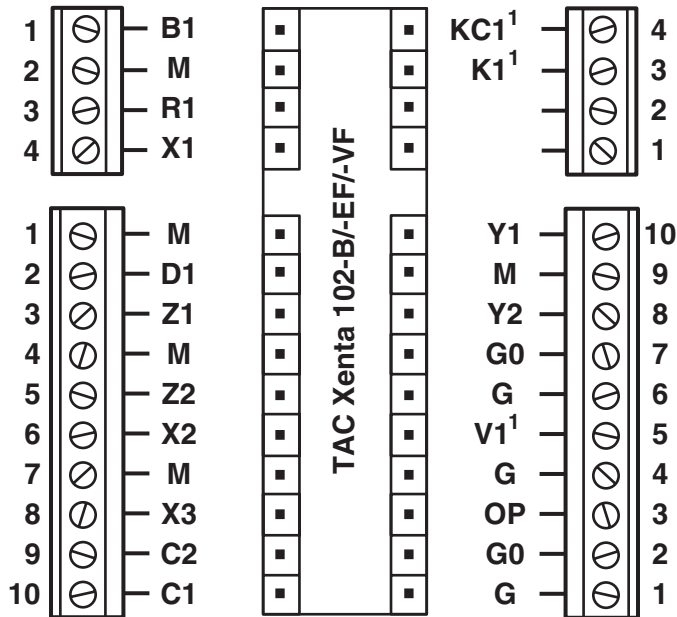 1 B1 KC1¹ 4
2 M K1¹ 3
3 R1 2
4 X1 1
TAC Xenta 102-B/-EF/-VF
1 M Y1 10
2 D1 M 9
3 Z1 Y2 8
4 M G0 7
5 Z2 G 6
6 X2 V1¹ 5
7 M G 4
8 X3 OP 3
9 C2 G0 2
10 C1 G 1